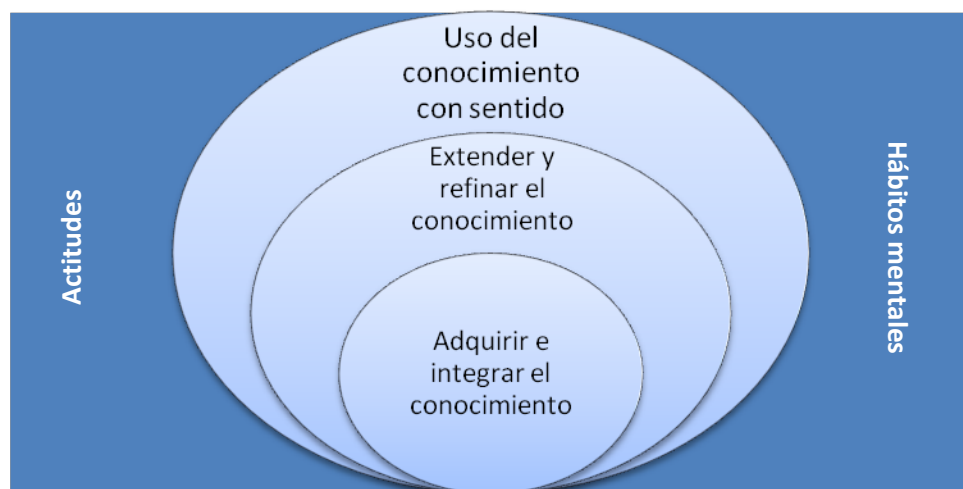 Uso del
conocimiento
con sentido
Extender y
refinar el
conocimiento
Adquirir e
integrar el
conocimiento
Actitudes
Hábitos mentales